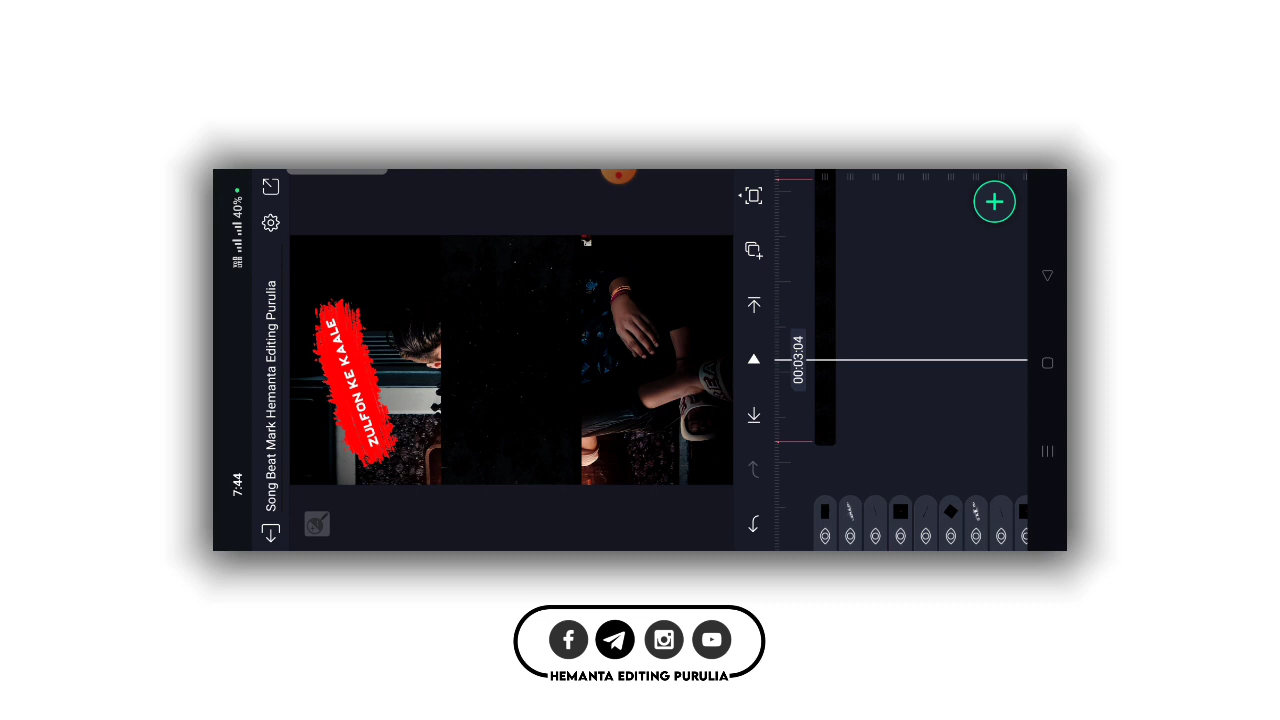 7:44
40%
Song Beat Mark Hemanta Editing Purulia
ZULFON KE KAALE
00:03:04
HEMANTA EDITING PURULIA